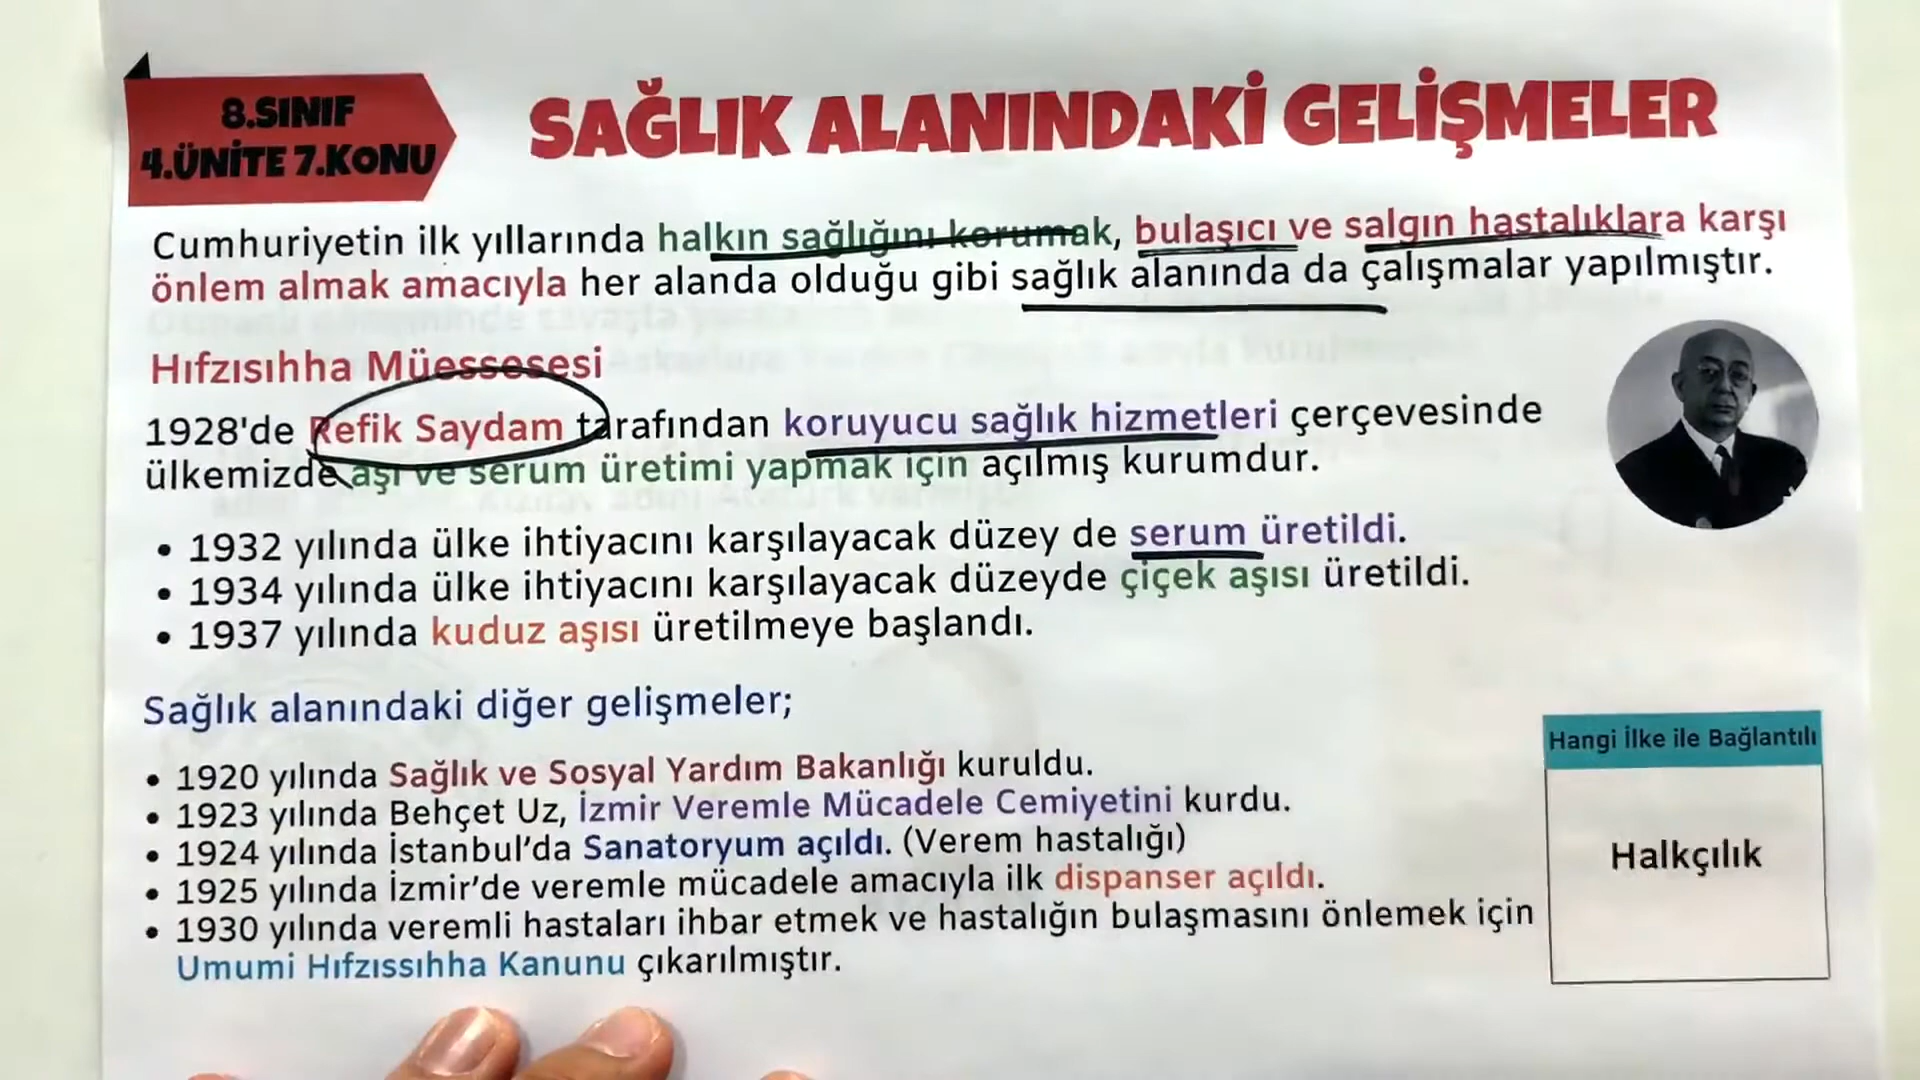 8.SINIF
4.ÜNİTE 7.KONU
SAĞLIK ALANINDAKİ GELİŞMELER
Cumhuriyetin ilk yıllarında halkın sağlığını korumak, bulaşıcı ve salgın hastalıklara karşı
önlem almak amacıyla her alanda olduğu gibi sağlık alanında da çalışmalar yapılmıştır.
Hıfzısıhha Müessesesi
1928'de Refik Saydam tarafından koruyucu sağlık hizmetleri çerçevesinde
ülkemizde aşı ve serum üretimi yapmak için açılmış kurumdur.
• 1932 yılında ülke ihtiyacını karşılayacak düzey de serum üretildi.
• 1934 yılında ülke ihtiyacını karşılayacak düzeyde çiçek aşısı üretildi.
• 1937 yılında kuduz aşısı üretilmeye başlandı.
Sağlık alanındaki diğer gelişmeler;
• 1920 yılında Sağlık ve Sosyal Yardım Bakanlığı kuruldu.
• 1923 yılında Behçet Uz, İzmir Veremle Mücadele Cemiyetini kurdu.
• 1924 yılında İstanbul'da Sanatoryum açıldı. (Verem hastalığı)
• 1925 yılında İzmir'de veremle mücadele amacıyla ilk dispanser açıldı.
• 1930 yılında veremli hastaları ihbar etmek ve hastalığın bulaşmasını önlemek için
Umumi Hıfzıssıhha Kanunu çıkarılmıştır.
Hangi İlke ile Bağlantılı
Halkçılık